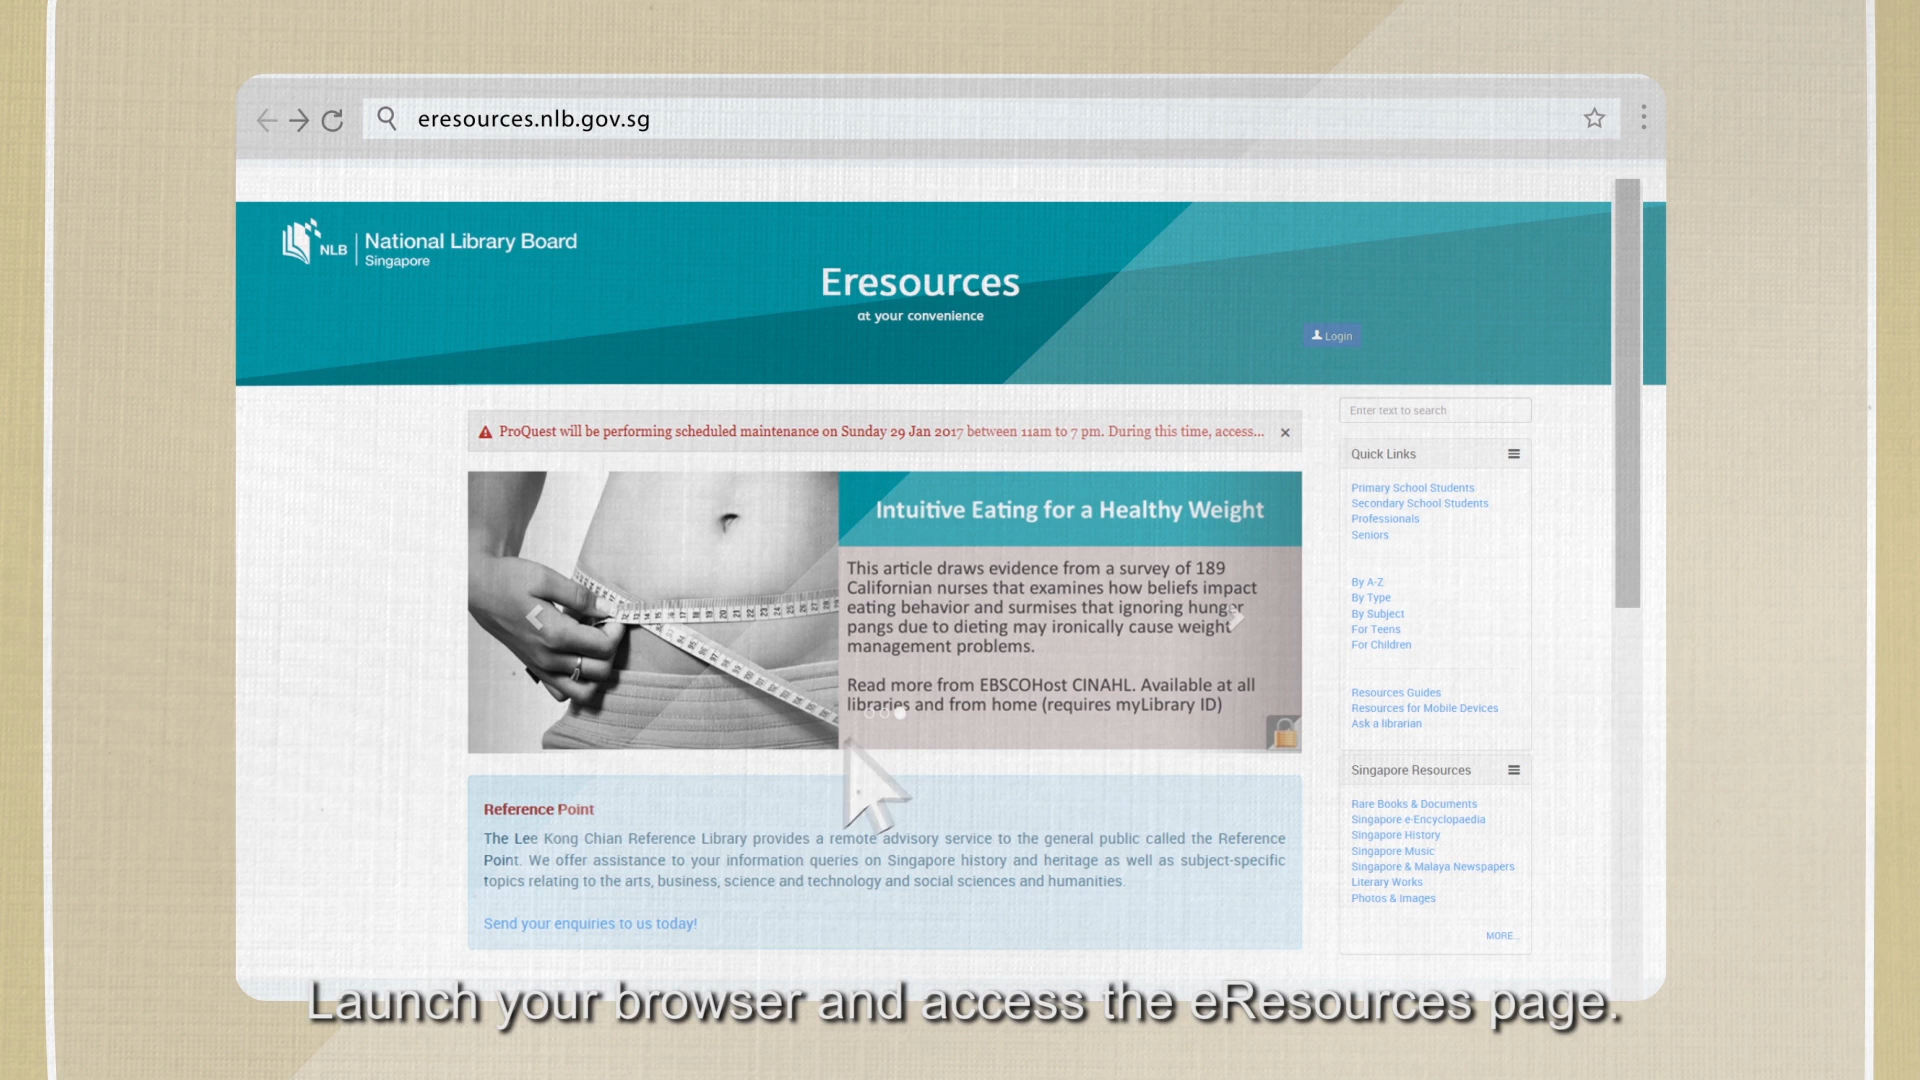 eresources.nlb.gov.sg
NLB
National Library Board
Singapore
Eresources
at your convenience
Login
ProQuest will be performing scheduled maintenance on Sunday 29 Jan 2017 between 11am to 7 pm. During this time, access...
Intuitive Eating for a Healthy Weight
This article draws evidence from a survey of 189
Californian nurses that examines how beliefs impact
eating behavior and surmises that ignoring hunger
pangs due to dieting may ironically cause weight
management problems.
Read more from EBSCOHost CINAHL. Available at all
libraries and from home (requires myLibrary ID)
Reference Point
The Lee Kong Chian Reference Library provides a remote advisory service to the general public called the Reference
Point. We offer assistance to your information queries on Singapore history and heritage as well as subject-specific
topics relating to the arts, business, science and technology and social sciences and humanities.
Send your enquiries to us today!
Enter text to search
Quick Links
Primary School Students
Secondary School Students
Professionals
Seniors
By A-Z
By Type
By Subject
For Teens
For Children
Resources Guides
Resources for Mobile Devices
Ask a librarian
Singapore Resources
Rare Books & Documents
Singapore e-Encyclopaedia
Singapore History
Singapore Music
Singapore & Malaya Newspapers
Literary Works
Photos & Images
MORE...
Launch your browser and access the eResources page.